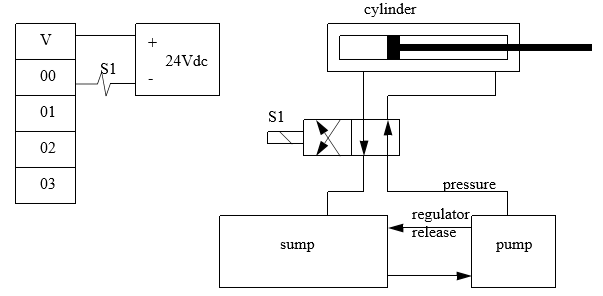 cylinder
V
+
24Vdc
-
00
S1
01
02
03
S1
pressure
regulator
release
sump
pump